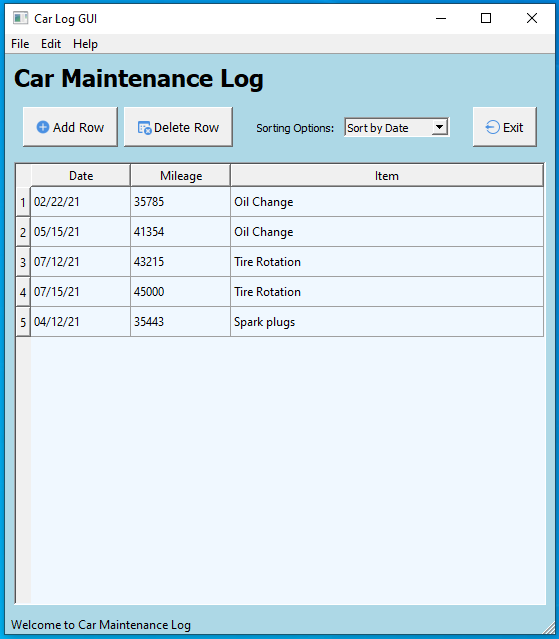 Car Log GUI
File Edit Help
Car Maintenance Log
Add Row Delete Row Sorting Options: Sort by Date Exit
Date Mileage Item
1 02/22/21 35785 Oil Change
2 05/15/21 41354 Oil Change
3 07/12/21 43215 Tire Rotation
4 07/15/21 45000 Tire Rotation
5 04/12/21 35443 Spark plugs
Welcome to Car Maintenance Log